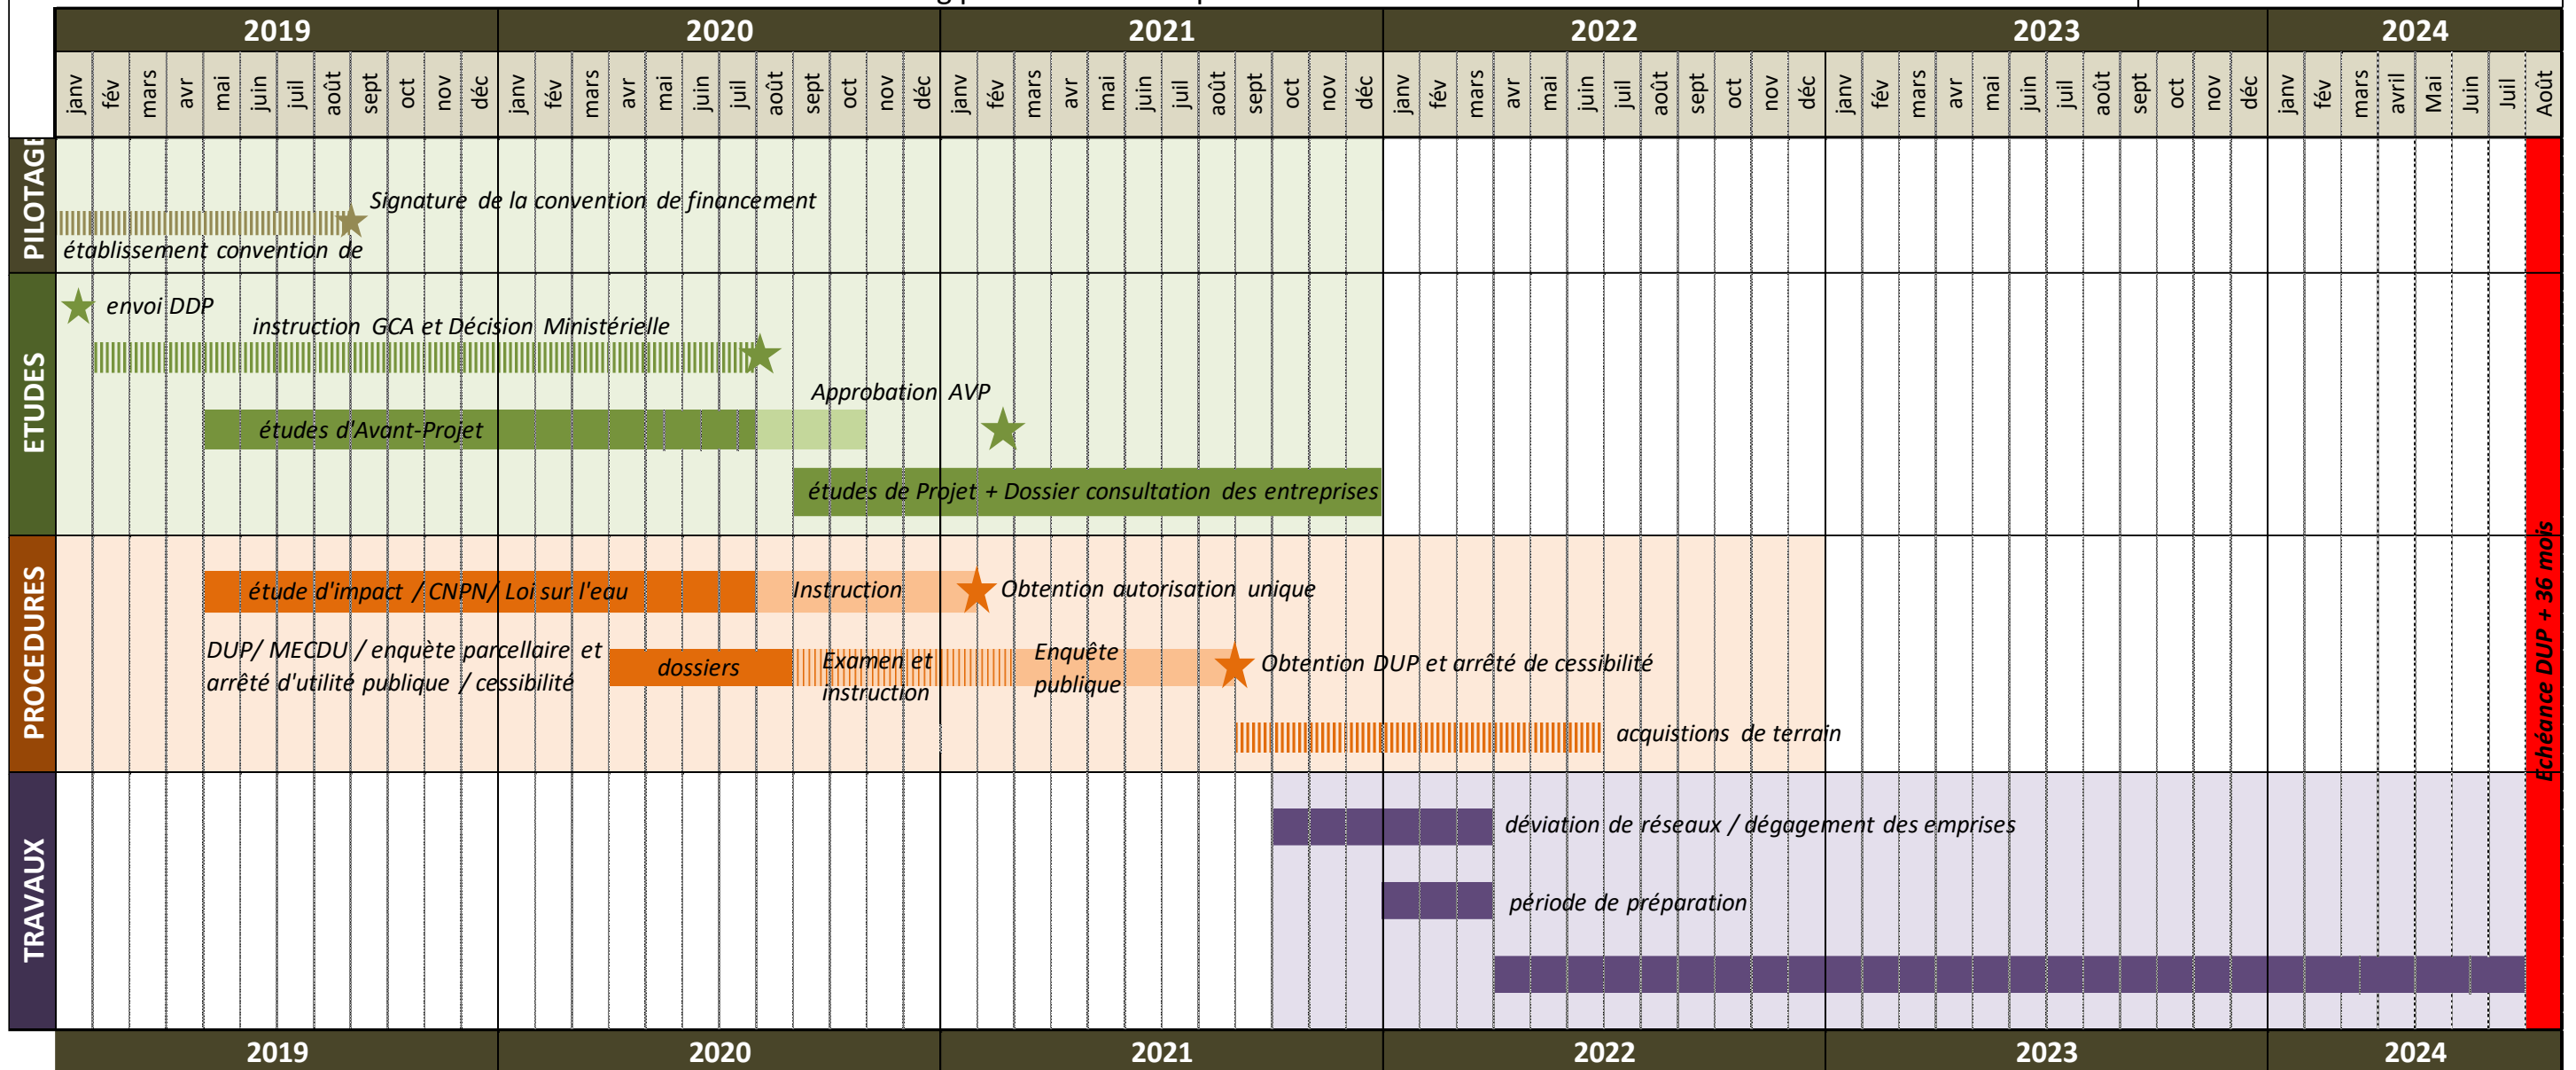 2019 2020 2021 2022 2023 2024
janv fév mars avr mai juin juil août sept oct nov déc janv fév mars avr mai juin juil août sept oct nov déc janv fév mars avr mai juin juil août sept oct nov déc janv fév mars avr mai juin juil août sept oct nov déc janv fév mars avr mai juin juil août sept oct nov déc janv fév mars avril Mai Juin Juil Août
PILOTAGE
Signature de la convention de financement
établissement convention de
ETUDES
envoi DDP
instruction GCA et Décision Ministérielle
Approbation AVP
études d'Avant-Projet
études de Projet + Dossier consultation des entreprises
PROCEDURES
étude d'impact / CNPN/ Loi sur l'eau Instruction Obtention autorisation unique
DUP/ MECDU / enquète parcellaire et
arrêté d'utilité publique / cessibilité
dossiers
Examen et
instruction
Enquête
publique
Obtention DUP et arrêté de cessibilité
acquistions de terrain
Echéance DUP + 36 mois
TRAVAUX
déviation de réseaux / dégagement des emprises
période de préparation
2019 2020 2021 2022 2023 2024